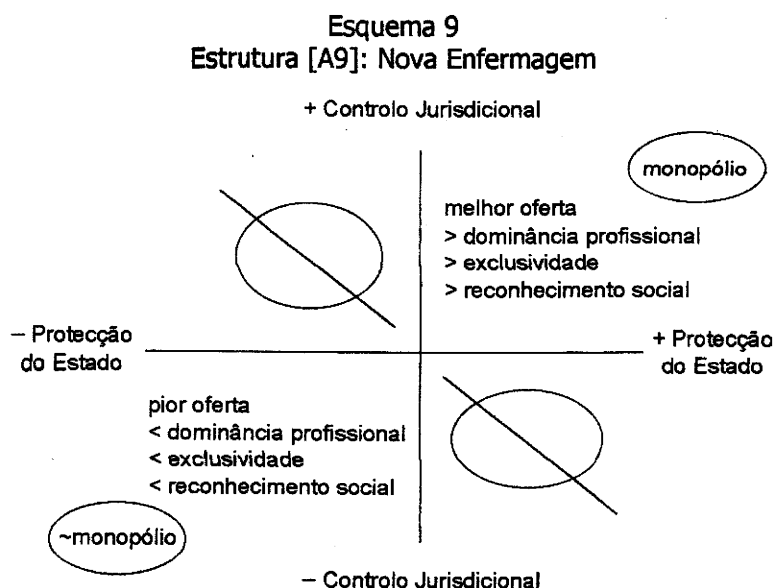 Esquema 9
Estrutura [A9]: Nova Enfermagem
+ Controlo Jurisdicional
monopólio
melhor oferta
> dominância profissional
> exclusividade
> reconhecimento social
– Protecção
do Estado
+ Protecção
do Estado
pior oferta
< dominância profissional
< exclusividade
< reconhecimento social
~monopólio
– Controlo Jurisdicional